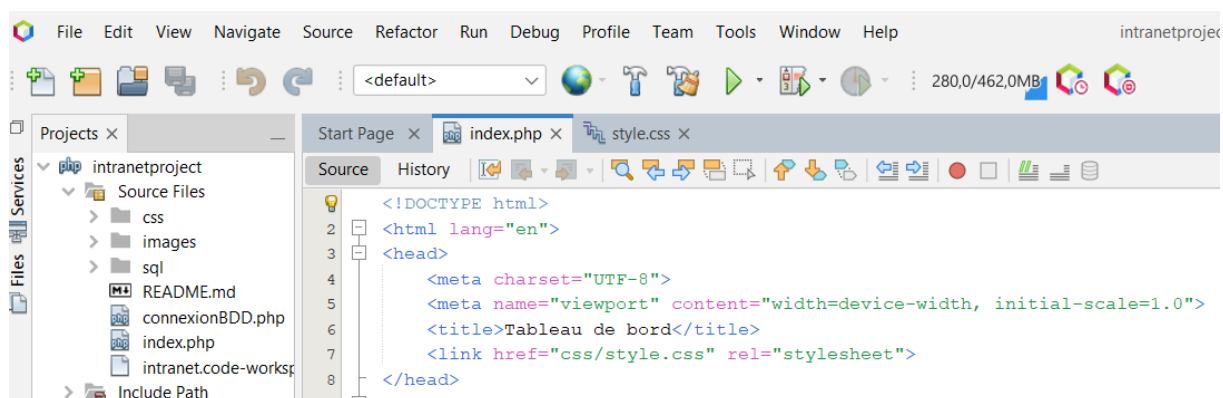 File Edit View Navigate Source Refactor Run Debug Profile Team Tools Window Help intranetprojec
<default> 280,0/462,0MB
Projects Start Page index.php style.css
Services
Files
intranetproject
Source Files
css
images
sql
README.md
connexionBDD.php
index.php
intranet.code-worksp
Include Path
Source History
<!DOCTYPE html>
2 <html lang="en">
3 <head>
4 <meta charset="UTF-8">
5 <meta name="viewport" content="width=device-width, initial-scale=1.0">
6 <title>Tableau de bord</title>
7 <link href="css/style.css" rel="stylesheet">
8 </head>